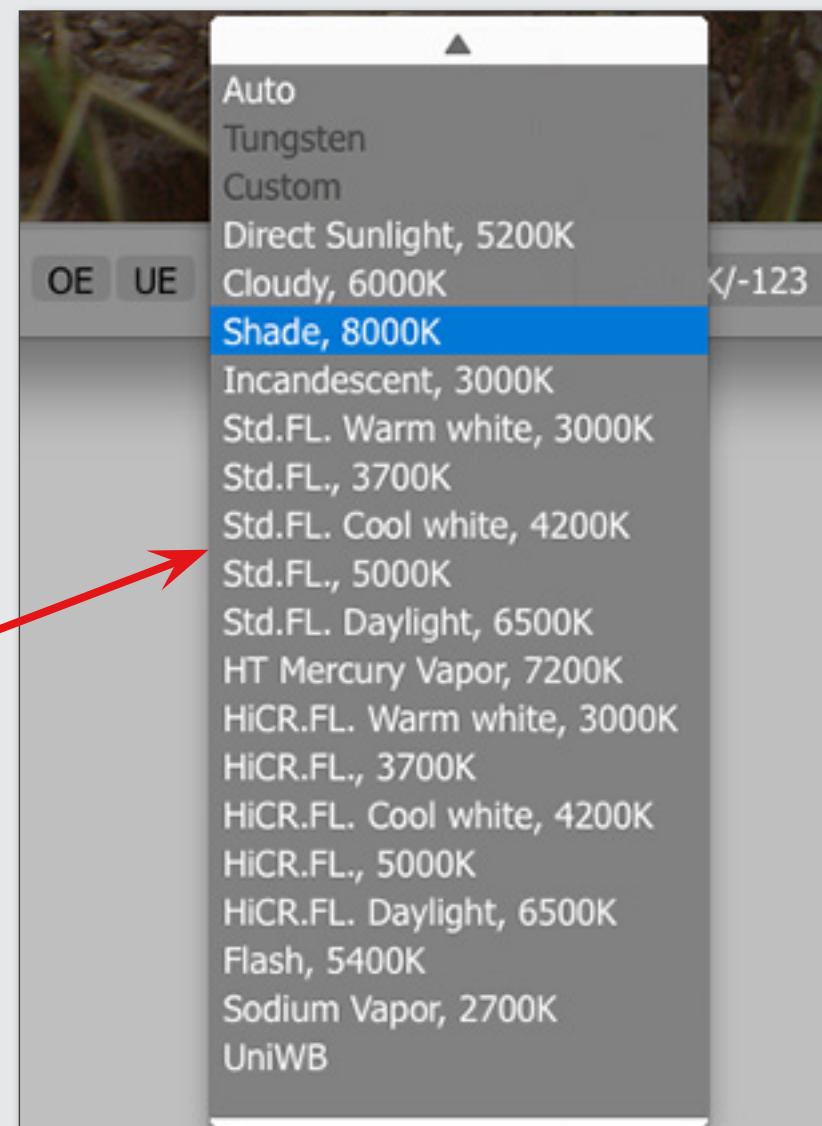 Auto
Tungsten
Custom
Direct Sunlight, 5200K
OE UE Cloudy, 6000K K/-123
Shade, 8000K
Incandescent, 3000K
Std.FL. Warm white, 3000K
Std.FL., 3700K
Std.FL. Cool white, 4200K
Std.FL., 5000K
Std.FL. Daylight, 6500K
HT Mercury Vapor, 7200K
HiCR.FL. Warm white, 3000K
HiCR.FL., 3700K
HiCR.FL. Cool white, 4200K
HiCR.FL., 5000K
HiCR.FL. Daylight, 6500K
Flash, 5400K
Sodium Vapor, 2700K
UniWB